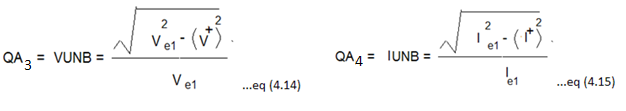 QA₃ = VUNB = √(V²e1 - (V⁺)²) / Ve1 ...eq (4.14)
QA₄ = IUNB = √(I²e1 - (I⁺)²) / Ie1 ...eq (4.15)